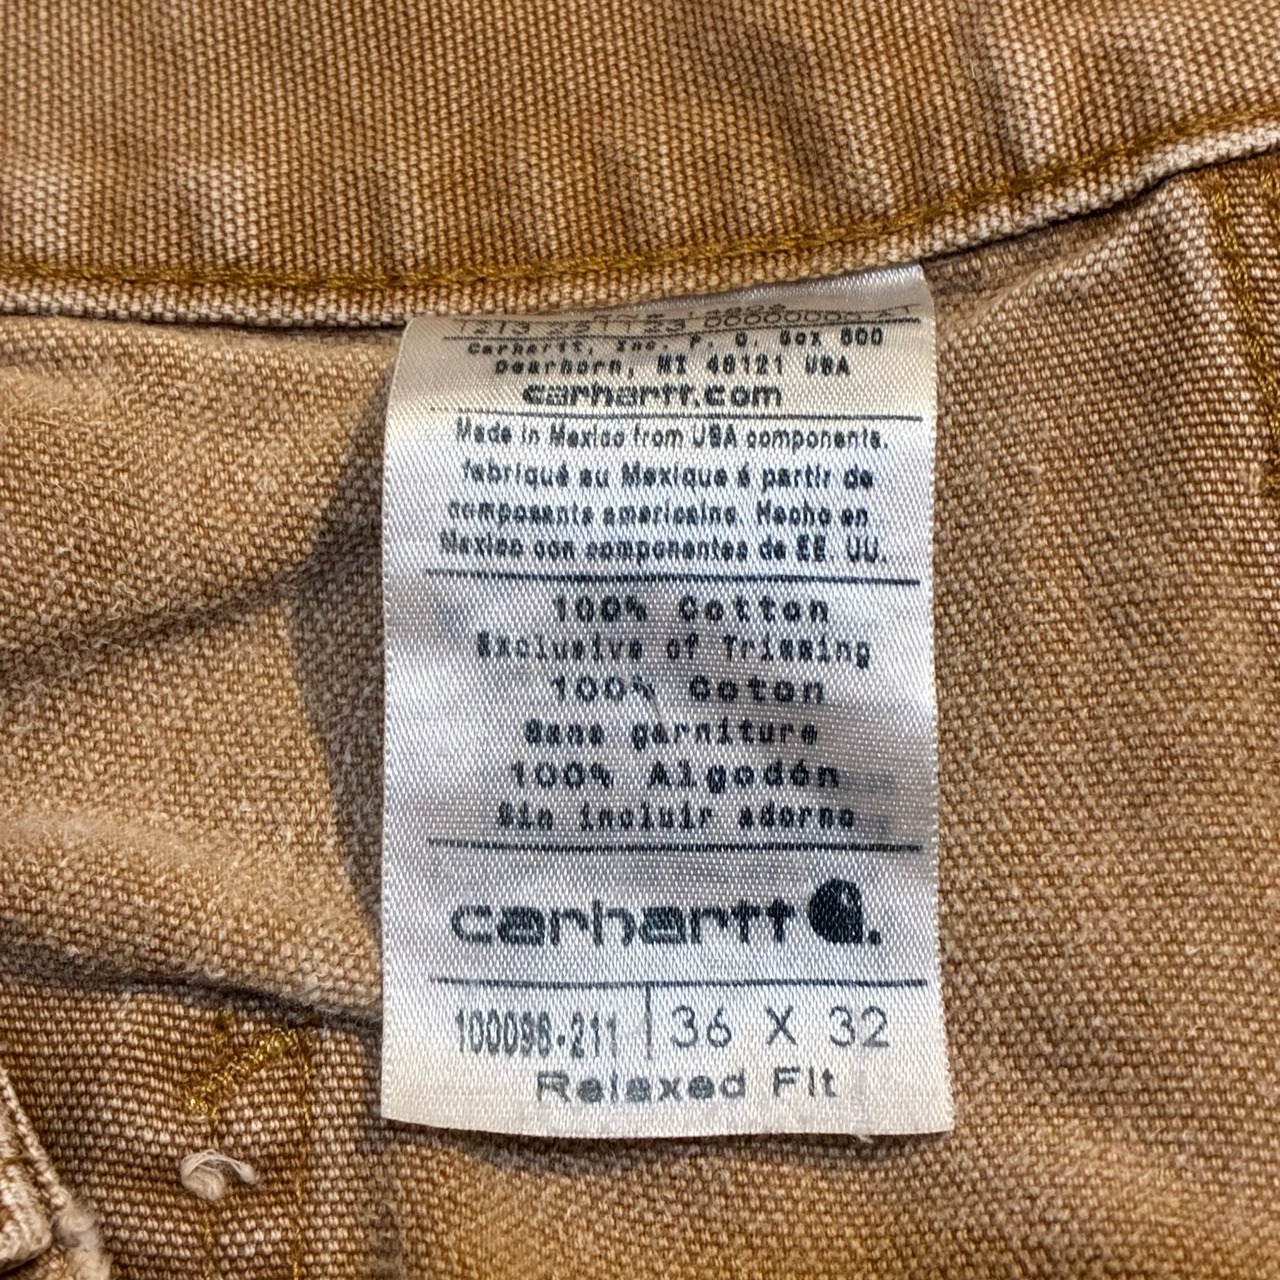 Carhartt, Inc. P. O. Box 600
Dearborn, MI 48121 USA
carhartt.com
Made in Mexico from USA components.
fabriqué au Mexique á partir de
composants americains. Hecho en
Mexico con componentes de EE. UU.
100% Cotton
Exclusive of Trimming
100% Coton
Sans garniture
100% Algodón
Sin incluir adorno
carhartt
100096-211 36 X 32
Relaxed Fit